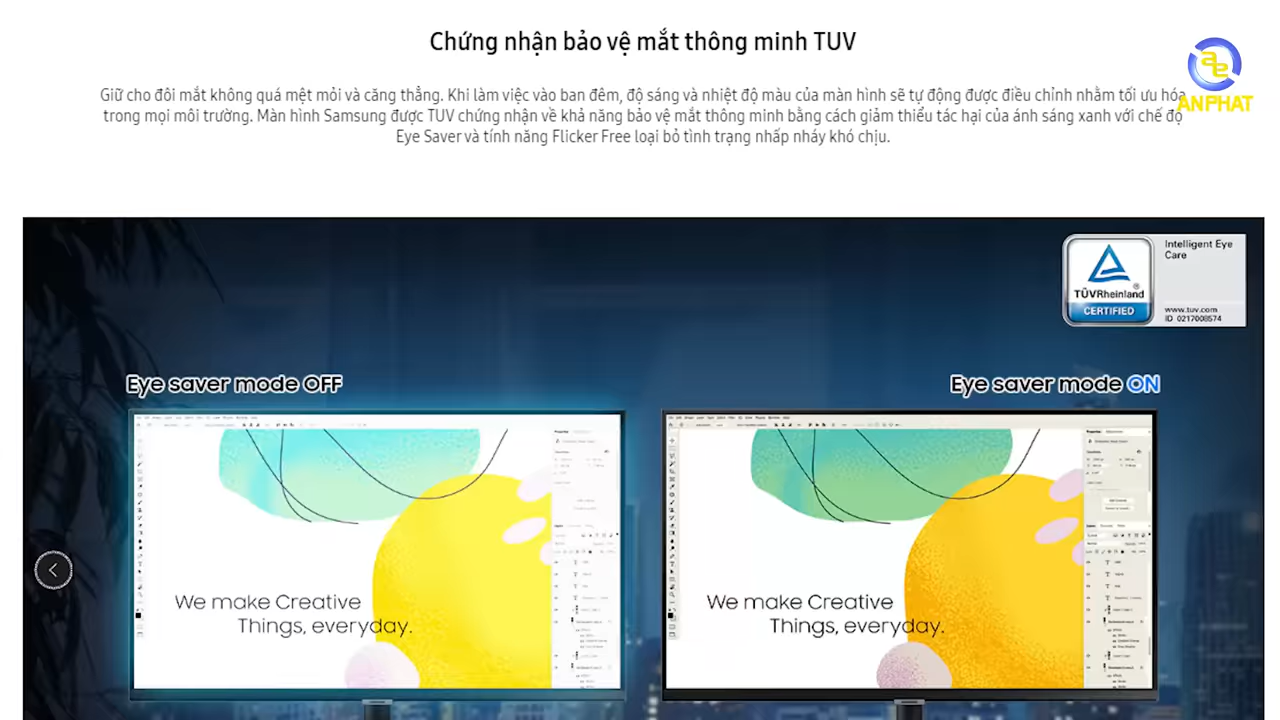 Chứng nhận bảo vệ mắt thông minh TUV
Giữ cho đôi mắt không quá mệt mỏi và căng thẳng. Khi làm việc vào ban đêm, độ sáng và nhiệt độ màu của màn hình sẽ tự động được điều chỉnh nhằm tối ưu hóa
trong mọi môi trường. Màn hình Samsung được TUV chứng nhận về khả năng bảo vệ mắt thông minh bằng cách giảm thiểu tác hại của ánh sáng xanh với chế độ
Eye Saver và tính năng Flicker Free loại bỏ tình trạng nhấp nháy khó chịu.
ae
ANPHAT
Intelligent Eye
Care
TÜVRheinland®
CERTIFIED
www.tuv.com
ID 0217008574
Eye saver mode OFF
Eye saver mode ON
We make Creative
Things, everyday.
We make Creative
Things, everyday.